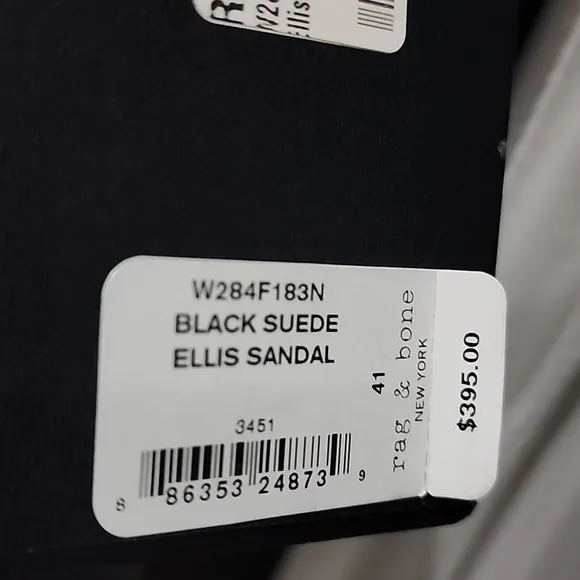 W284F183N
BLACK SUEDE
ELLIS SANDAL
3451
8 86353 24873 9
41
rag & bone
NEW YORK
$395.00